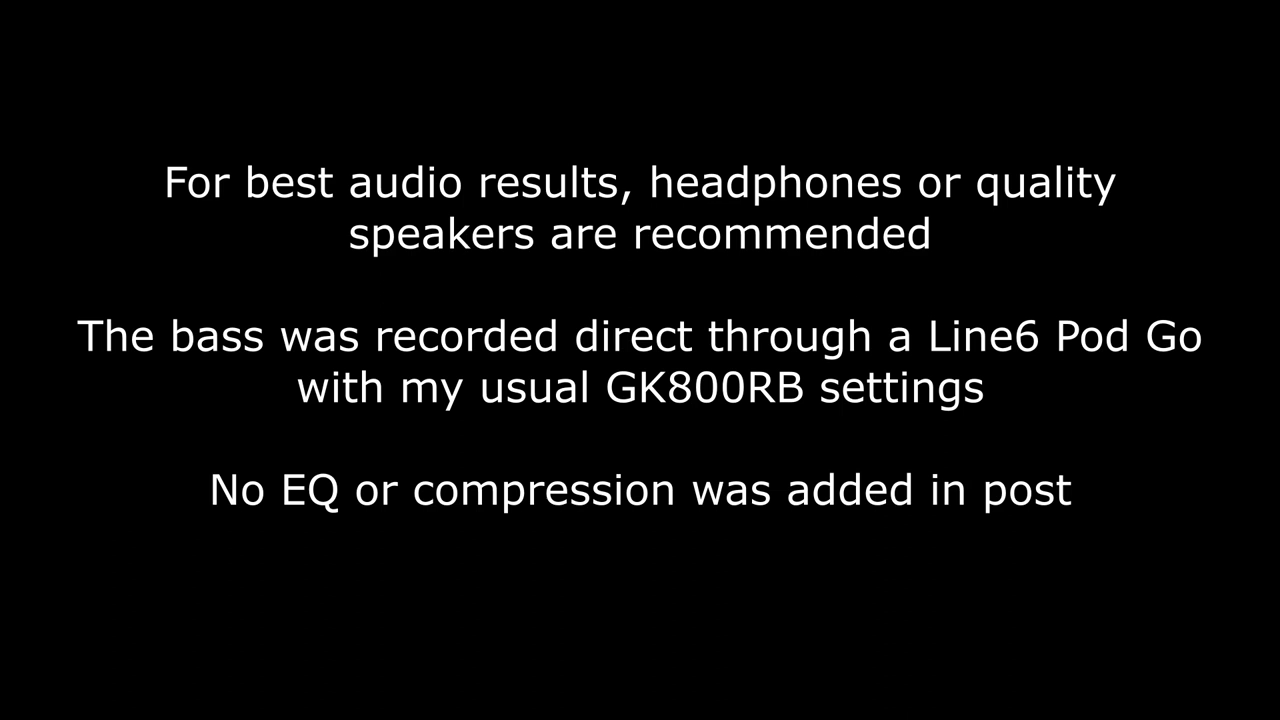 For best audio results, headphones or quality
speakers are recommended
The bass was recorded direct through a Line6 Pod Go
with my usual GK800RB settings
No EQ or compression was added in post